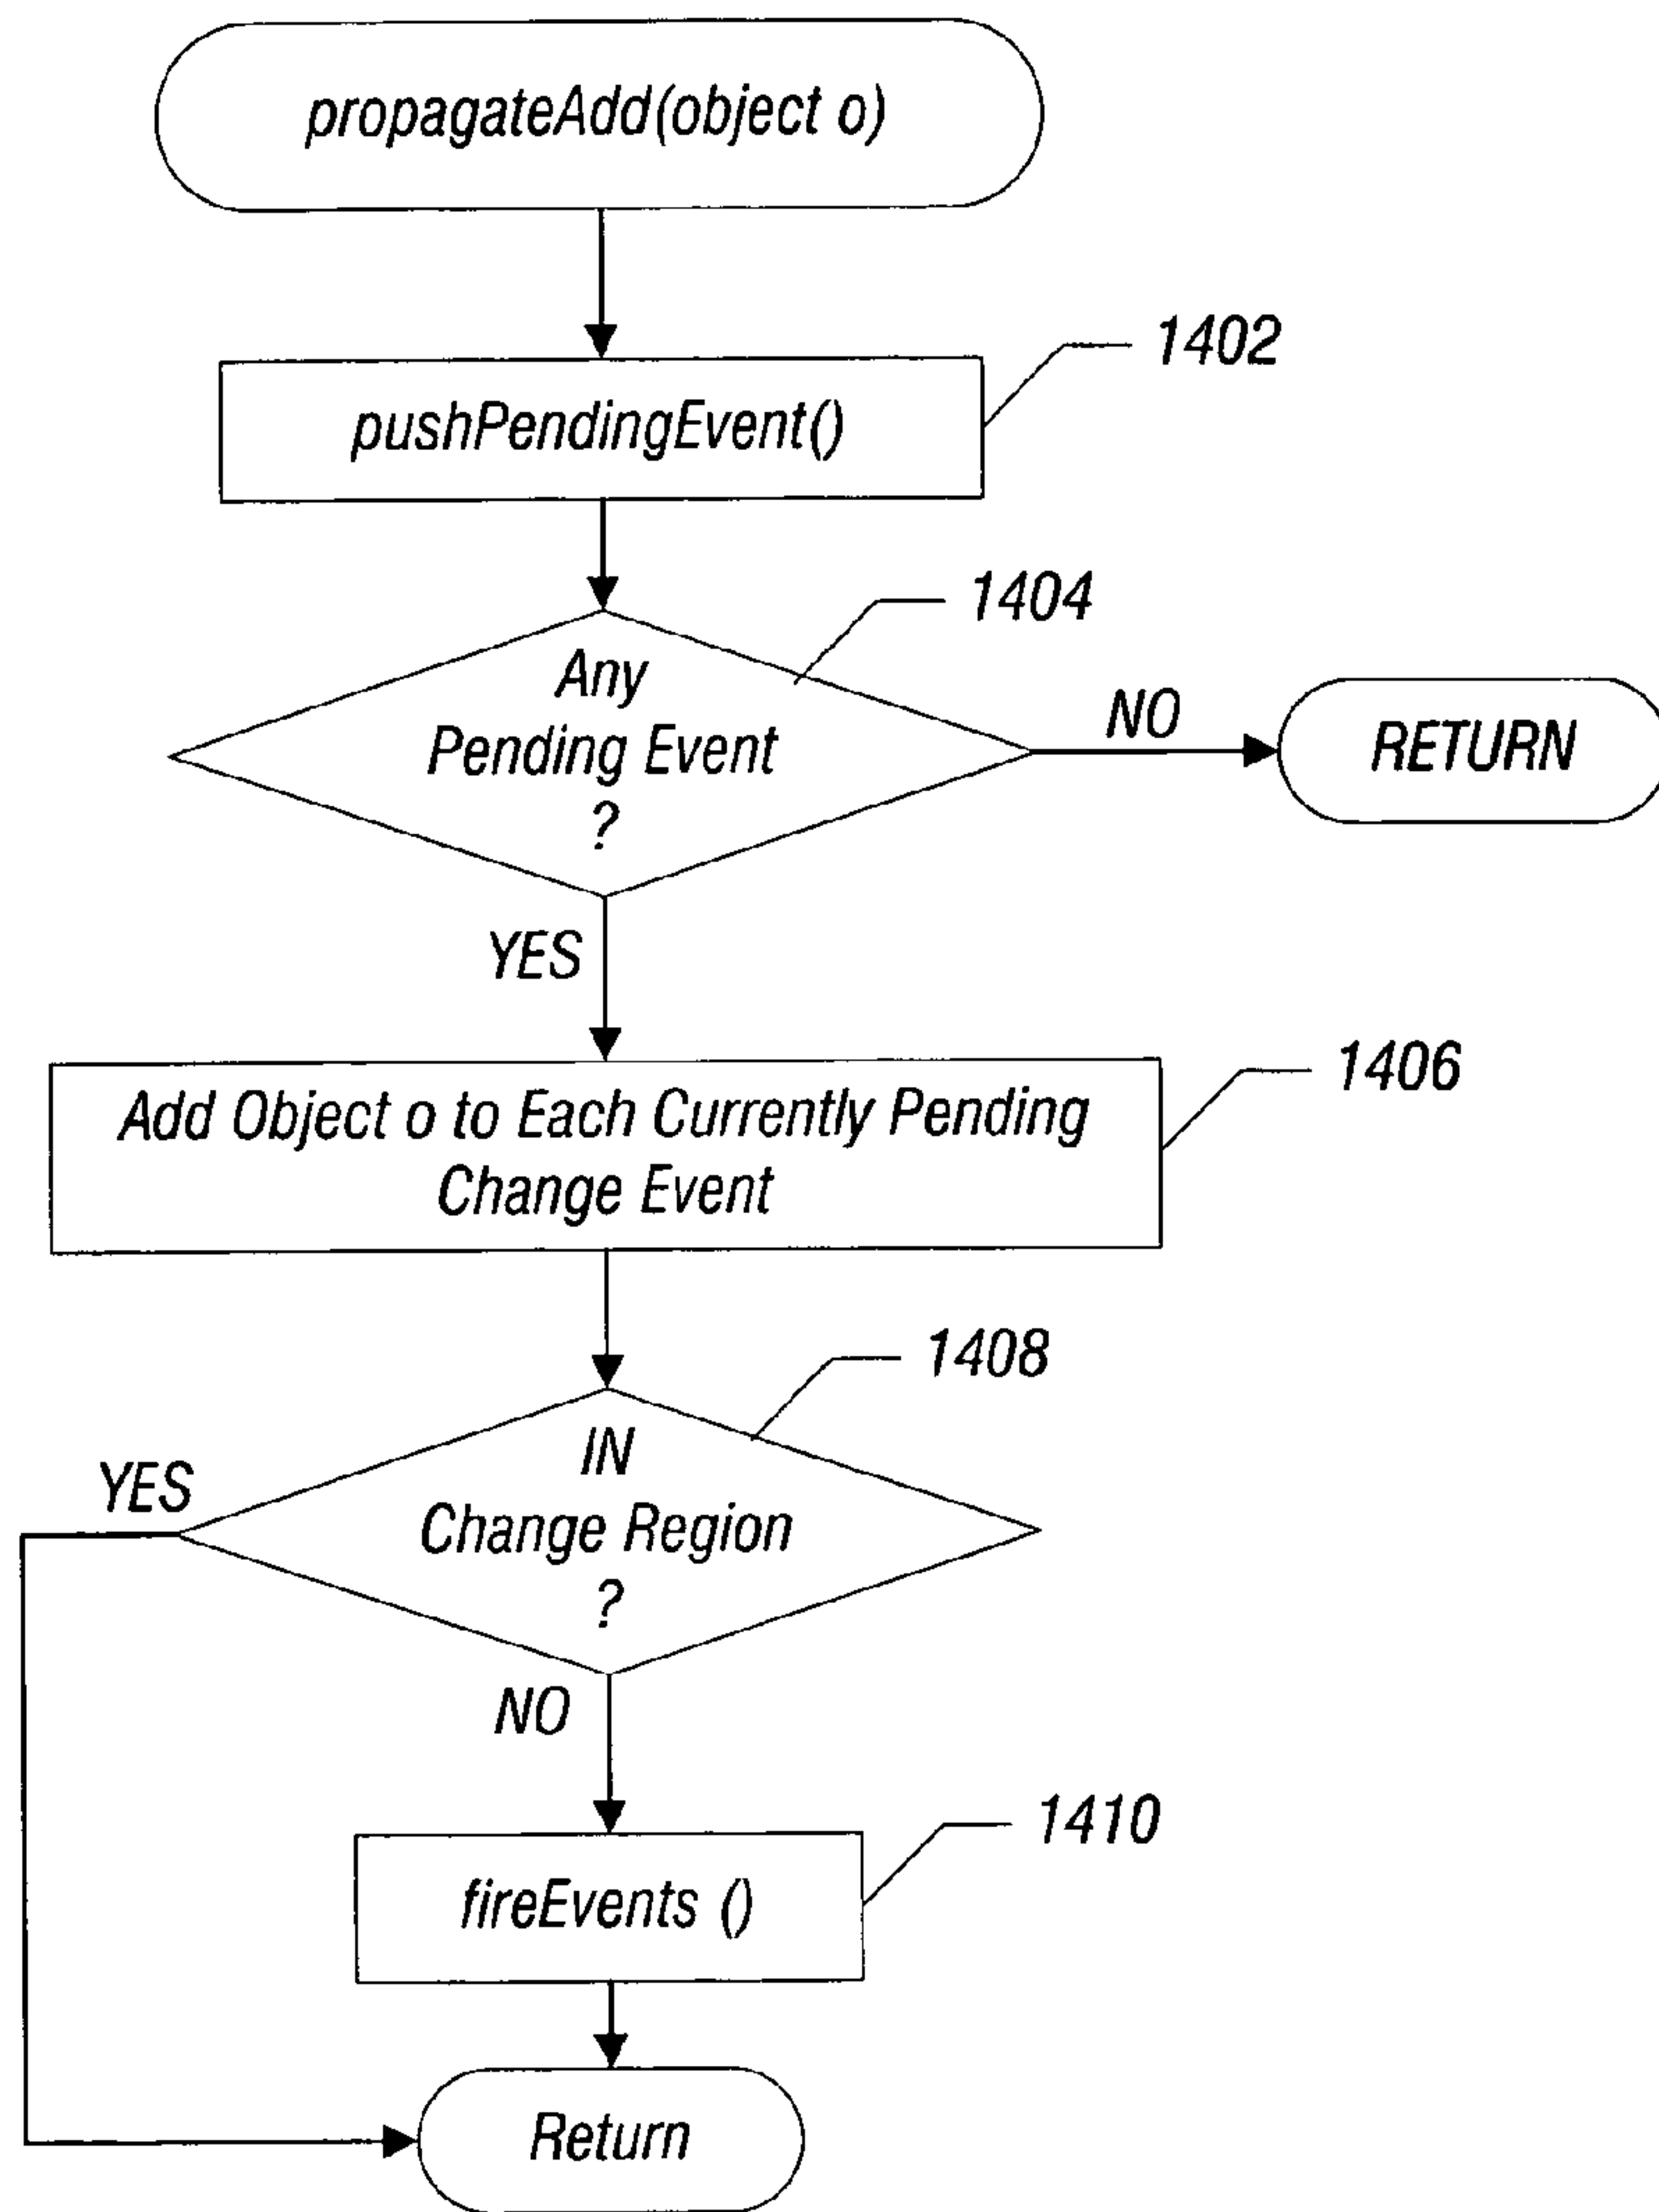 propagateAdd(object o)
1402
pushPendingEvent()
1404
Any
Pending Event
?
NO
RETURN
YES
1406
Add Object o to Each Currently Pending
Change Event
1408
IN
Change Region
?
YES
NO
1410
fireEvents ()
Return